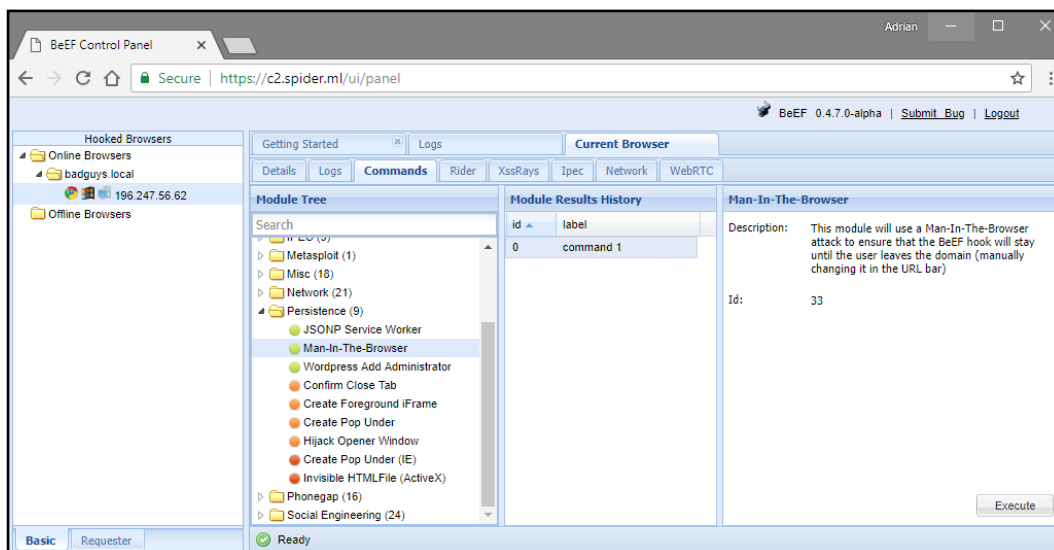 Adrian
BeEF Control Panel
Secure | https://c2.spider.ml/ui/panel
BeEF 0.4.7.0-alpha | Submit Bug | Logout
Hooked Browsers
Online Browsers
badguys.local
196.247.56.62
Offline Browsers
Basic Requester
Getting Started Logs Current Browser
Details Logs Commands Rider XssRays Ipec Network WebRTC
Module Tree
Search
Metasploit (1)
Misc (18)
Network (21)
Persistence (9)
JSONP Service Worker
Man-In-The-Browser
Wordpress Add Administrator
Confirm Close Tab
Create Foreground iFrame
Create Pop Under
Hijack Opener Window
Create Pop Under (IE)
Invisible HTMLFile (ActiveX)
Phonegap (16)
Social Engineering (24)
Module Results History
id label
0 command 1
Man-In-The-Browser
Description: This module will use a Man-In-The-Browser
attack to ensure that the BeEF hook will stay
until the user leaves the domain (manually
changing it in the URL bar)
Id: 33
Execute
Ready